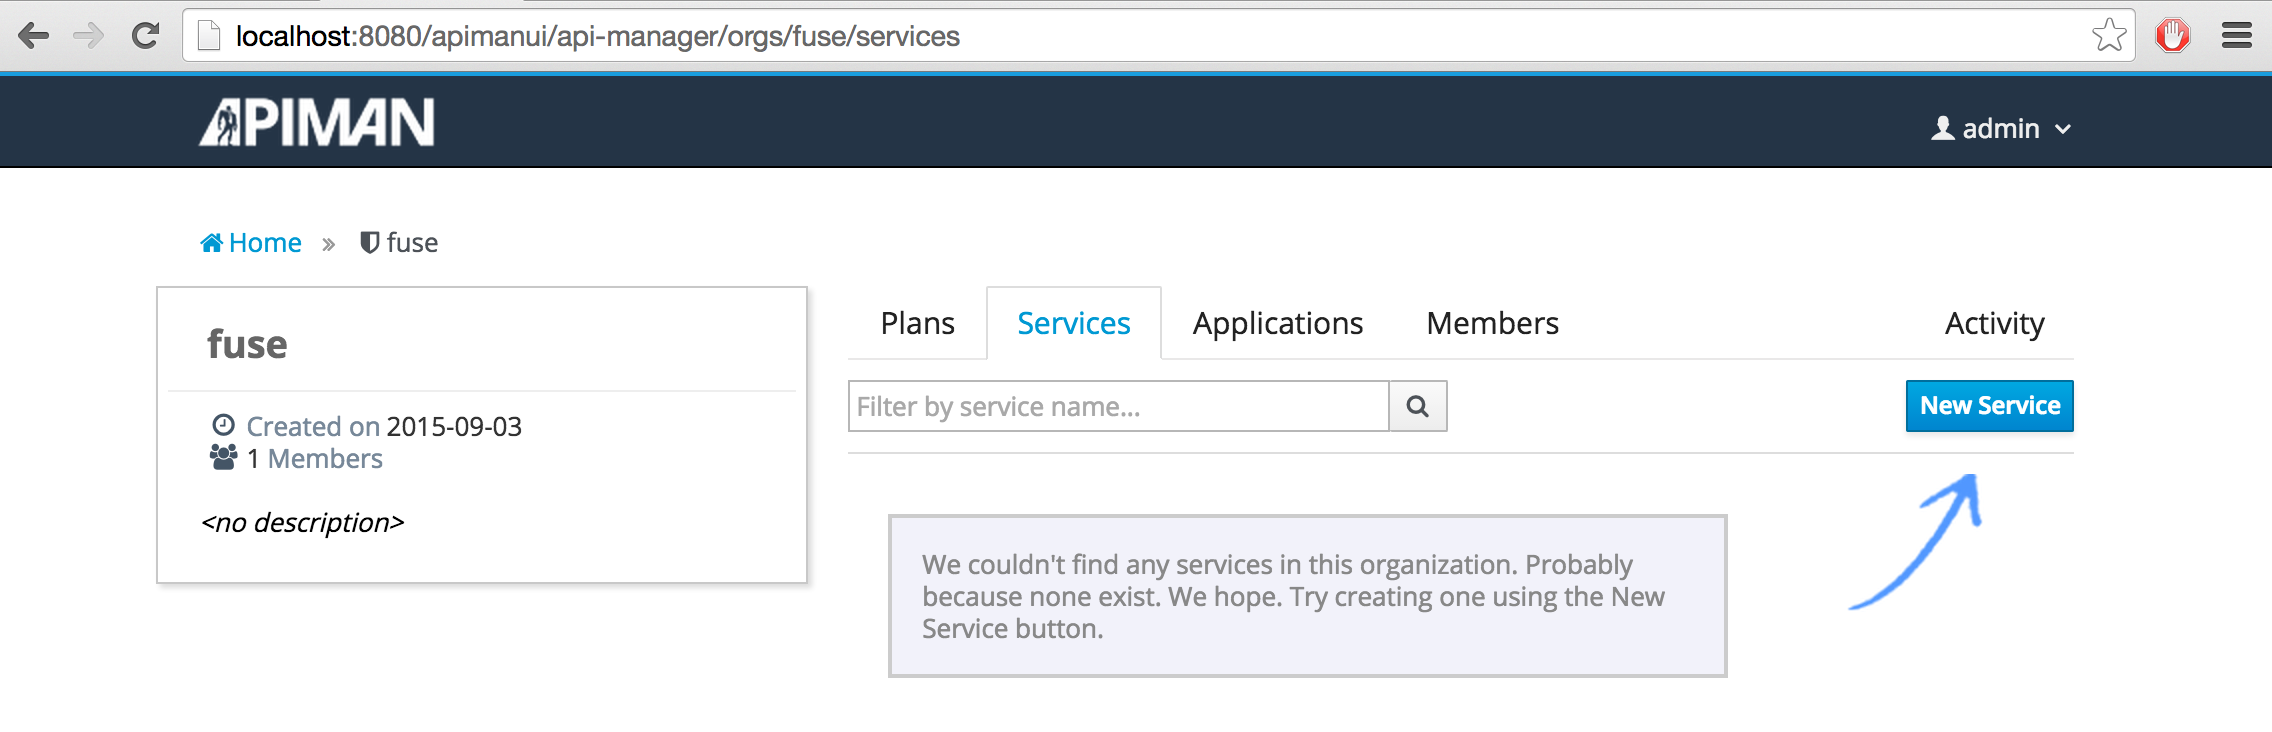 localhost:8080/apimanui/api-manager/orgs/fuse/services
APIMAN
admin
Home » fuse
fuse
Created on 2015-09-03
1 Members
<no description>
Plans Services Applications Members Activity
Filter by service name...
New Service
We couldn't find any services in this organization. Probably
because none exist. We hope. Try creating one using the New
Service button.